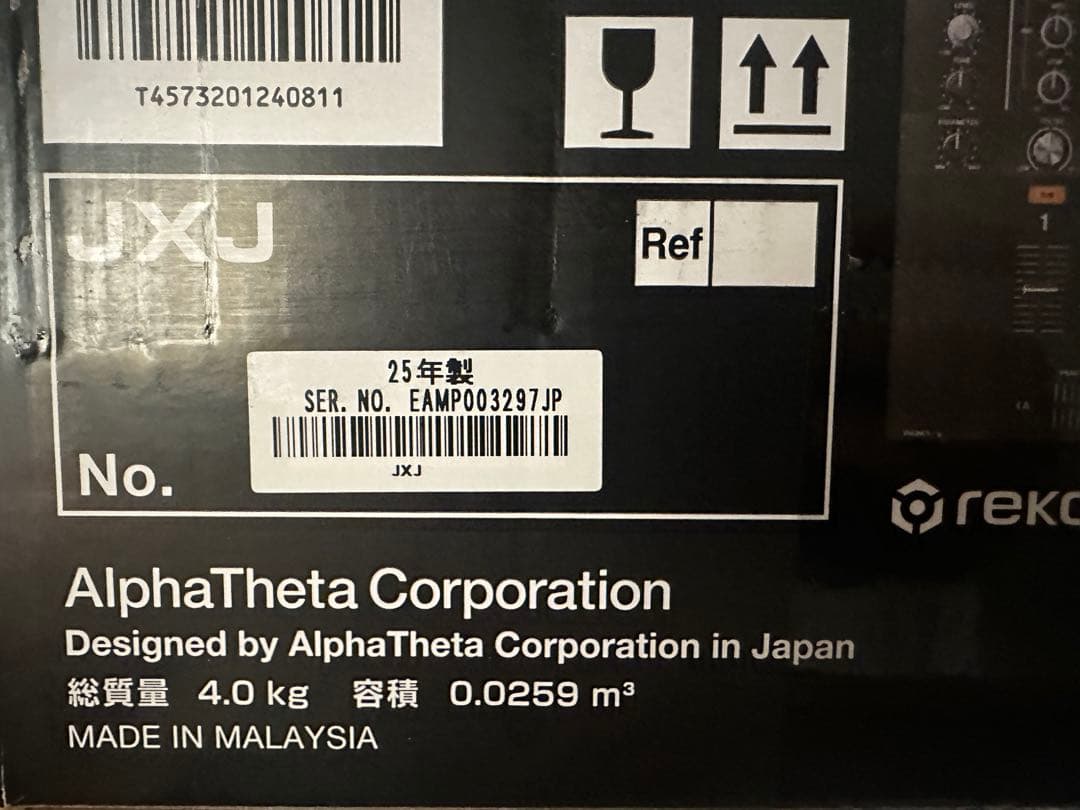 T4573201240811
JXJ
Ref
25年製
SER. NO. EAMP003297JP
JXJ
No.
1
AlphaTheta Corporation
Designed by AlphaTheta Corporation in Japan
総質量 4.0 kg 容積 0.0259 m³
MADE IN MALAYSIA